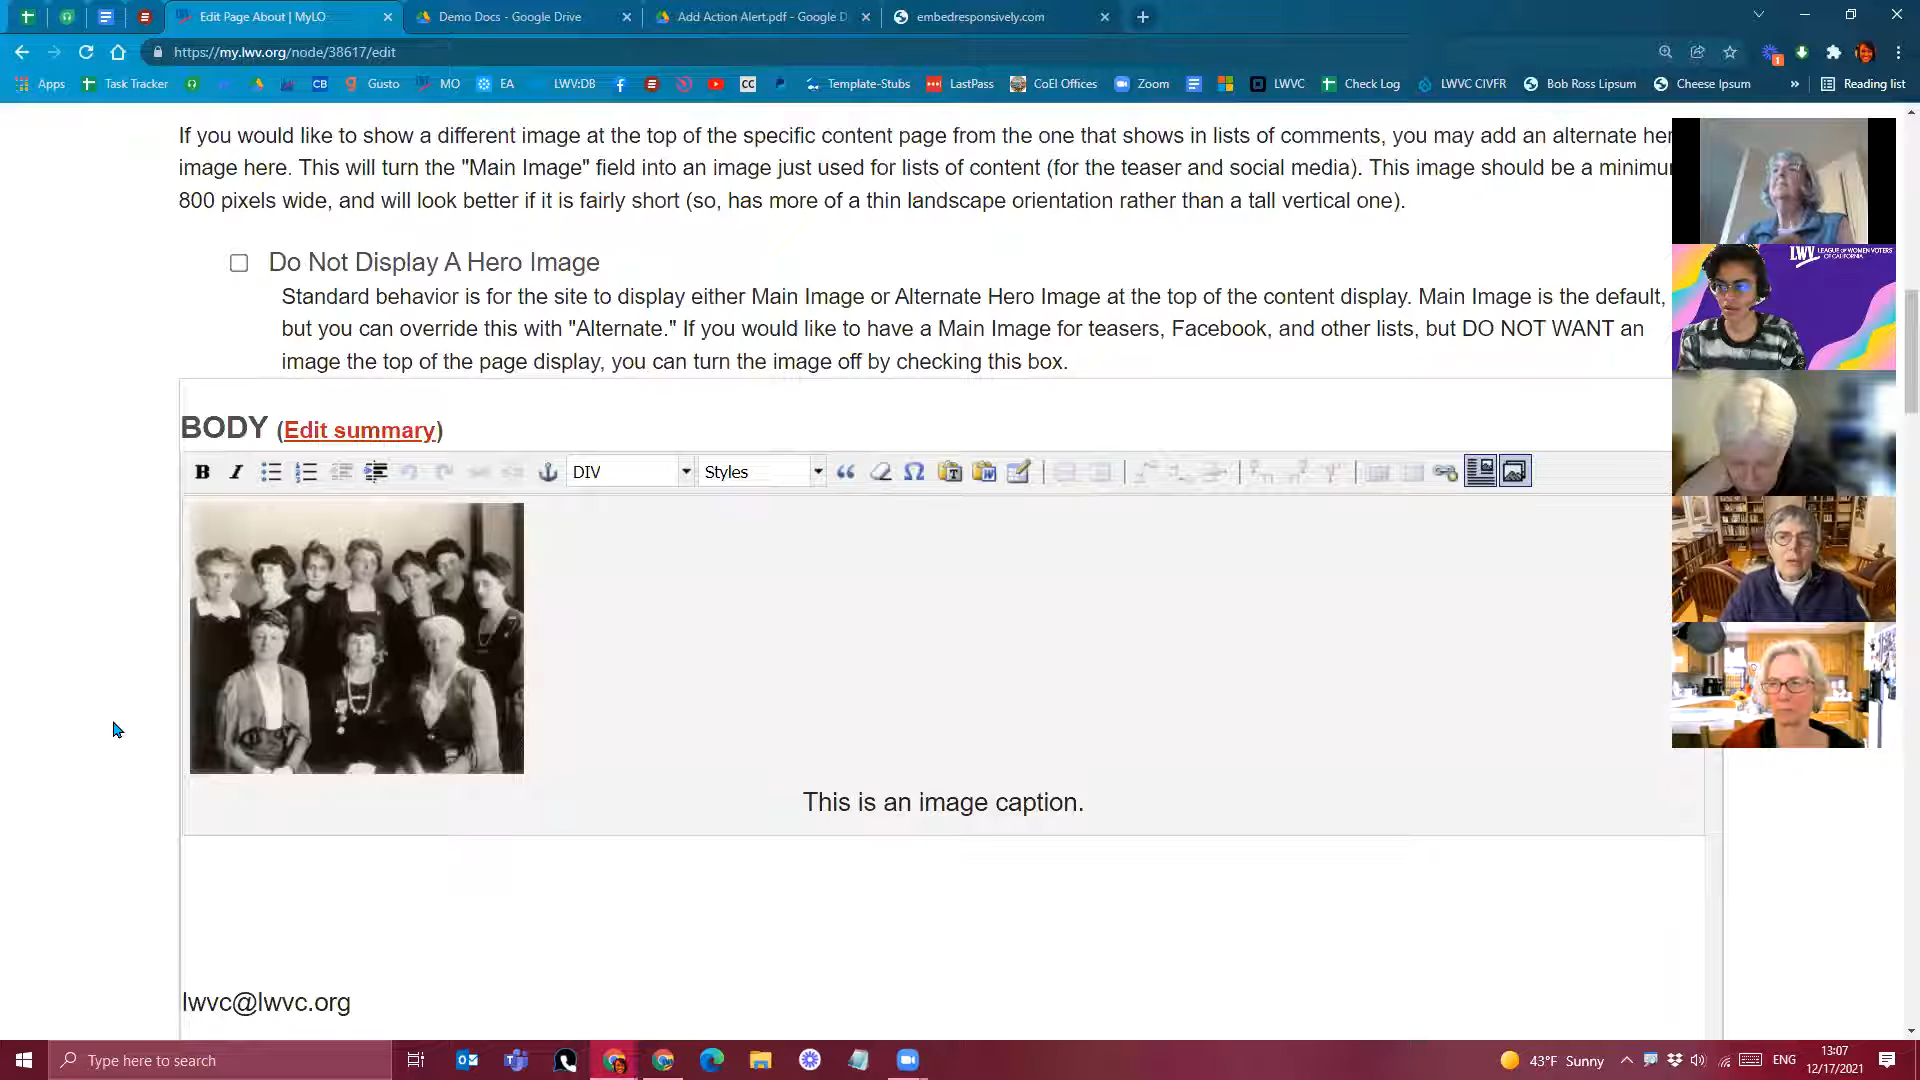 Edit Page About | MyLO
Demo Docs - Google Drive
Add Action Alert.pdf - Google D
embedresponsively.com
https://my.lwv.org/node/38617/edit
Apps
Task Tracker
CB
Gusto
MO
EA
LWV:DB
CC
Template-Stubs
LastPass
CoEl Offices
Zoom
LWVC
Check Log
LWVC CIVFR
Bob Ross Lipsum
Cheese Ipsum
»
Reading list
If you would like to show a different image at the top of the specific content page from the one that shows in lists of comments, you may add an alternate her
image here. This will turn the "Main Image" field into an image just used for lists of content (for the teaser and social media). This image should be a minimu
800 pixels wide, and will look better if it is fairly short (so, has more of a thin landscape orientation rather than a tall vertical one).
Do Not Display A Hero Image
Standard behavior is for the site to display either Main Image or Alternate Hero Image at the top of the content display. Main Image is the default,
but you can override this with "Alternate." If you would like to have a Main Image for teasers, Facebook, and other lists, but DO NOT WANT an
image the top of the page display, you can turn the image off by checking this box.
LWV LEAGUE OF WOMEN VOTERS
OF CALIFORNIA
BODY (Edit summary)
B I DIV Styles
This is an image caption.
lwvc@lwvc.org
Type here to search
43°F Sunny
ENG
13:07
12/17/2021